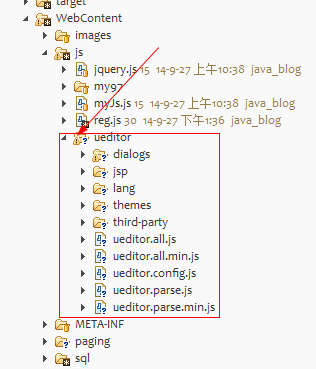 target
WebContent
images
js
jquery.js 15 14-9-27 上午10:38 java_blog
my97
myJs.js 15 14-9-27 上午10:38 java_blog
reg.js 30 14-9-27 下午1:36 java_blog
ueditor
dialogs
jsp
lang
themes
third-party
ueditor.all.js
ueditor.all.min.js
ueditor.config.js
ueditor.parse.js
ueditor.parse.min.js
META-INF
paging
sql